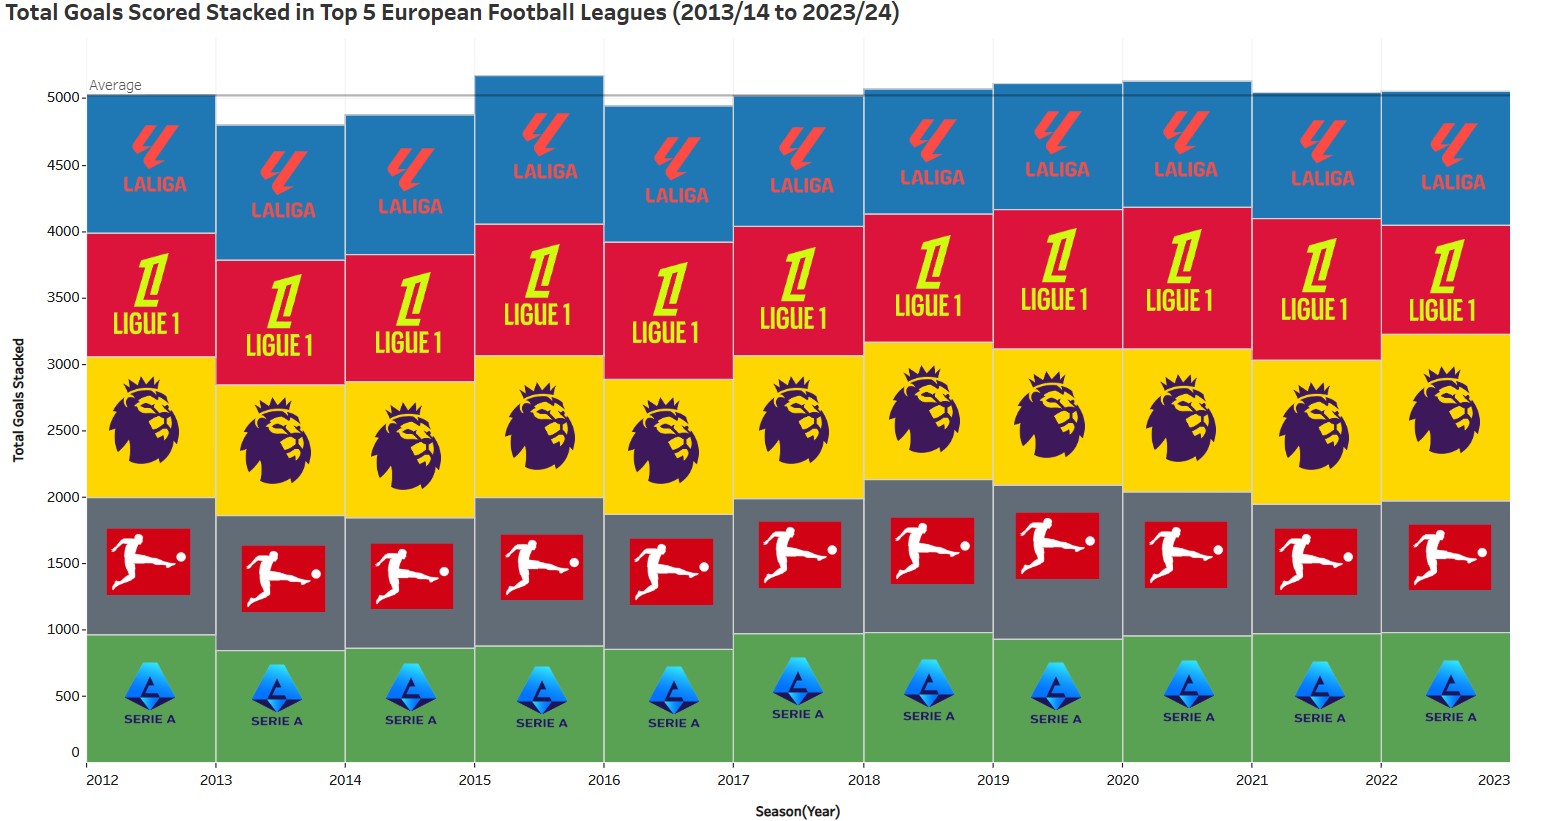 Total Goals Scored Stacked in Top 5 European Football Leagues (2013/14 to 2023/24)
Average
5000
4500
4000
3500
3000
2500
2000
1500
1000
500
0
Total Goals Stacked
LALIGA
LALIGA
LALIGA
LALIGA
LALIGA
LALIGA
LALIGA
LALIGA
LALIGA
LALIGA
LALIGA
LIGUE 1
LIGUE 1
LIGUE 1
LIGUE 1
LIGUE 1
LIGUE 1
LIGUE 1
LIGUE 1
LIGUE 1
LIGUE 1
LIGUE 1
SERIE A
SERIE A
SERIE A
SERIE A
SERIE A
SERIE A
SERIE A
SERIE A
SERIE A
SERIE A
SERIE A
2012 2013 2014 2015 2016 2017 2018 2019 2020 2021 2022 2023
Season(Year)